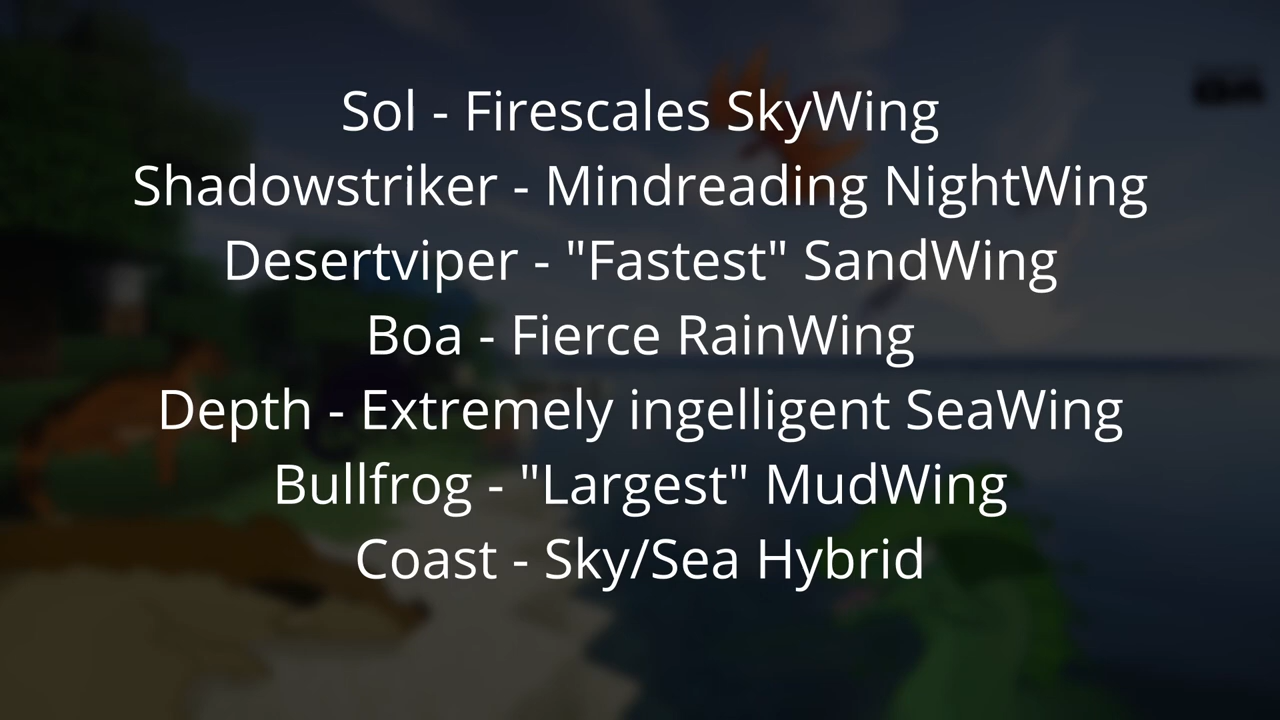 Sol - Firescales SkyWing
Shadowstriker - Mindreading NightWing
Desertviper - "Fastest" SandWing
Boa - Fierce RainWing
Depth - Extremely ingelligent SeaWing
Bullfrog - "Largest" MudWing
Coast - Sky/Sea Hybrid